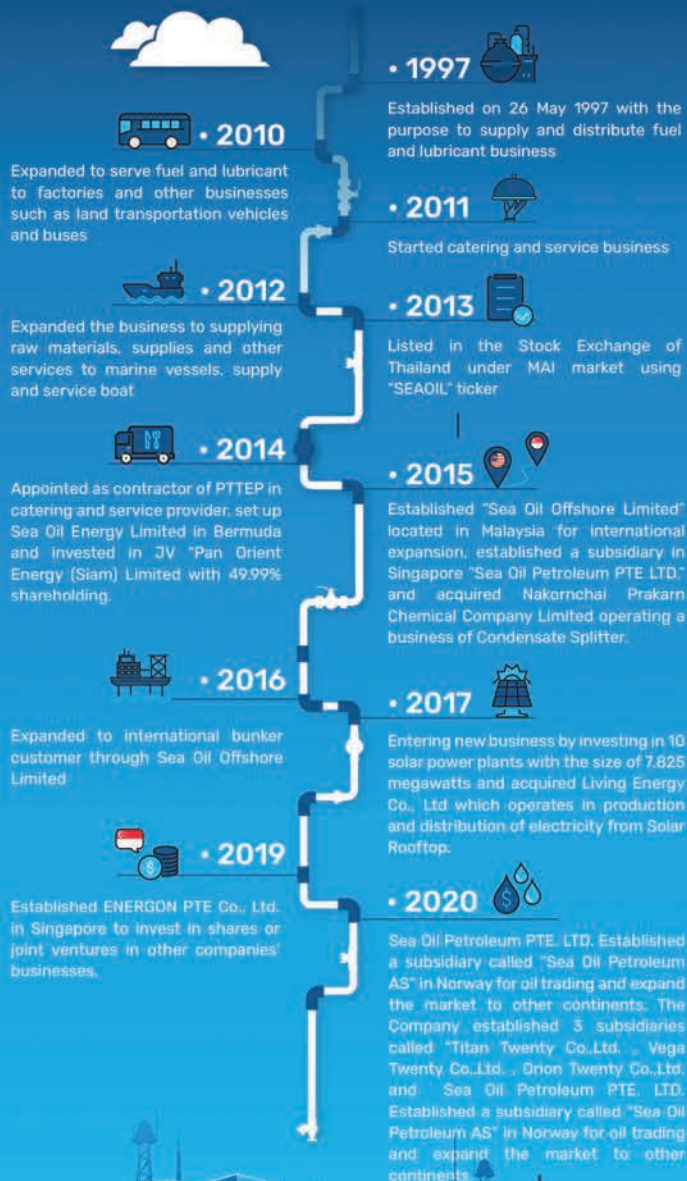 • 1997
Established on 26 May 1997 with the
purpose to supply and distribute fuel
and lubricant business
• 2010
Expanded to serve fuel and lubricant
to factories and other businesses
such as land transportation vehicles
and buses
• 2011
Started catering and service business
• 2012
Expanded the business to supplying
raw materials, supplies and other
services to marine vessels, supply
and service boat
• 2013
Listed in the Stock Exchange of
Thailand under MAI market using
"SEAOIL" ticker
• 2014
Appointed as contractor of PTTEP in
catering and service provider, set up
Sea Oil Energy Limited in Bermuda
and invested in JV "Pan Orient
Energy (Siam) Limited with 49.99%
shareholding.
• 2015
Established "Sea Oil Offshore Limited"
located in Malaysia for international
expansion, established a subsidiary in
Singapore "Sea Oil Petroleum PTE LTD."
and acquired Nakornchai Prakarn
Chemical Company Limited operating a
business of Condensate Splitter.
• 2016
Expanded to international bunker
customer through Sea Oil Offshore
Limited
• 2017
Entering new business by investing in 10
solar power plants with the size of 7.825
megawatts and acquired Living Energy
Co., Ltd which operates in production
and distribution of electricity from Solar
Rooftop.
• 2019
Established ENERGON PTE Co., Ltd.
in Singapore to invest in shares or
joint ventures in other companies'
businesses.
• 2020
Sea Oil Petroleum PTE. LTD. Established
a subsidiary called "Sea Oil Petroleum
AS" in Norway for oil trading and expand
the market to other continents. The
Company established 3 subsidiaries
called "Titan Twenty Co.,Ltd. , Vega
Twenty Co.,Ltd. , Orion Twenty Co.,Ltd.
and Sea Oil Petroleum PTE. LTD.
Established a subsidiary called "Sea Oil
Petroleum AS" in Norway for oil trading
and expand the market to other
continents